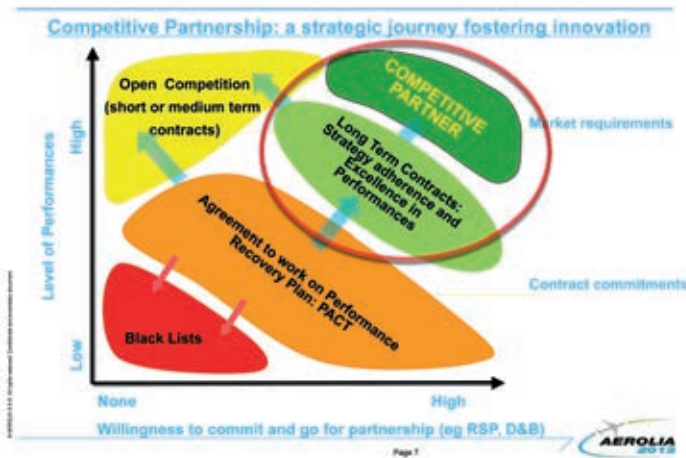 Competitive Partnership: a strategic journey fostering innovation
Open Competition
(short or medium term
contracts)
COMPETITIVE
PARTNER
Market requirements
High
Long Term Contracts:
Strategy adherence and
Excellence in
Performances
Level of Performances
Agreement to work on Performance
Recovery Plan: PACT
Contract commitments
Black Lists
Low
None
High
Willingness to commit and go for partnership (eg RSP, D&B)
Page 7
AEROLIA
2012